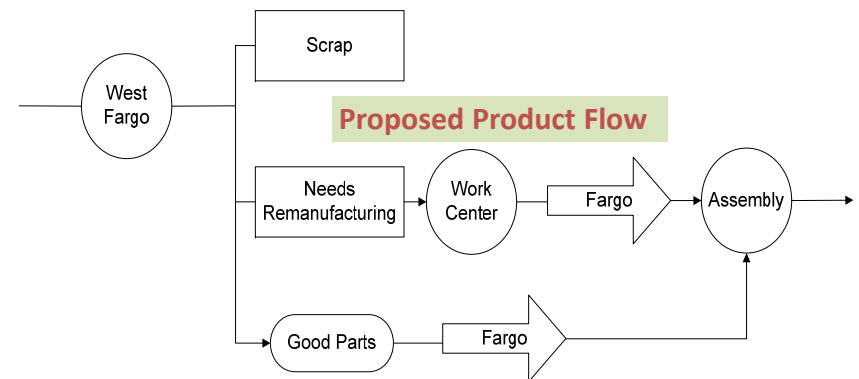 Scrap
West
Fargo
Proposed Product Flow
Needs
Remanufacturing
Work
Center
Fargo
Assembly
Good Parts
Fargo